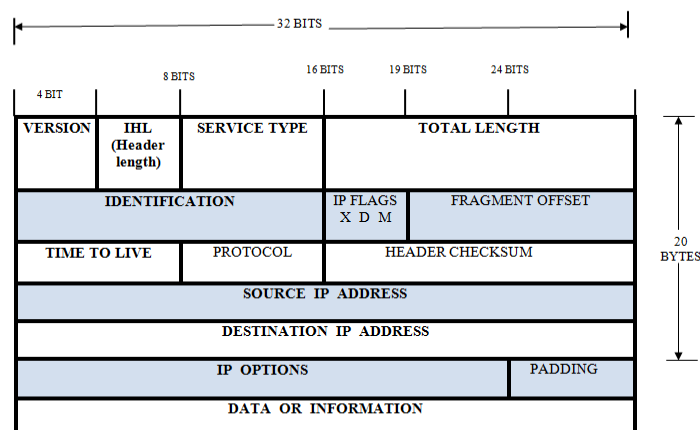 32 BITS
16 BITS 19 BITS 24 BITS
8 BITS
4 BIT
VERSION IHL SERVICE TYPE TOTAL LENGTH
(Header
length)
IDENTIFICATION IP FLAGS FRAGMENT OFFSET
X D M
20
BYTES
TIME TO LIVE PROTOCOL HEADER CHECKSUM
SOURCE IP ADDRESS
DESTINATION IP ADDRESS
IP OPTIONS PADDING
DATA OR INFORMATION